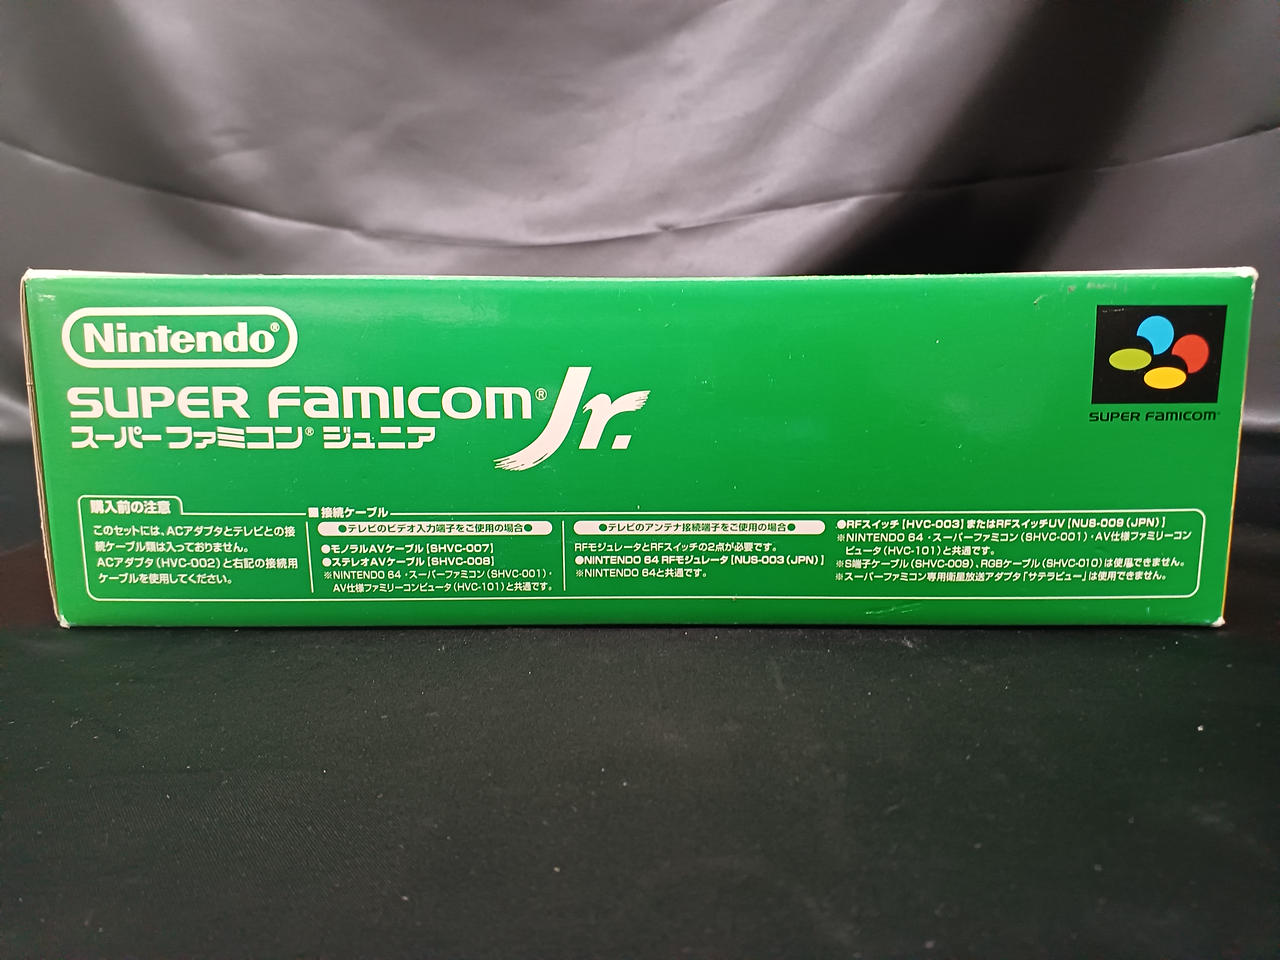 Nintendo®
SUPER FAMICOM® Jr.
スーパーファミコン® ジュニア
SUPER FAMICOM®
購入前の注意
このセットには、ACアダプタとテレビとの接
続ケーブル類は入っておりません。
ACアダプタ(HVC-002)と右記の接続用
ケーブルを使用してください。
■接続ケーブル
●テレビのビデオ入力端子をご使用の場合●
●モノラルAVケーブル【SHVC-007】
●ステレオAVケーブル【SHVC-008】
※NINTENDO 64・スーパーファミコン(SHVC-001)・
AV仕様ファミリーコンピュータ(HVC-101)と共通です。
●テレビのアンテナ接続端子をご使用の場合●
RFモジュレータとRFスイッチの2点が必要です。
●NINTENDO 64 RFモジュレータ【NUS-003(JPN)】
※NINTENDO 64と共通です。
●RFスイッチ【HVC-003】またはRFスイッチUV【NUS-009(JPN)】
※NINTENDO 64・スーパーファミコン(SHVC-001)・AV仕様ファミリーコン
ピュータ(HVC-101)と共通です。
※S端子ケーブル(SHVC-009)、RGBケーブル(SHVC-010)は使用できません。
※スーパーファミコン専用衛星放送アダプタ「サテラビュー」は使用できません。